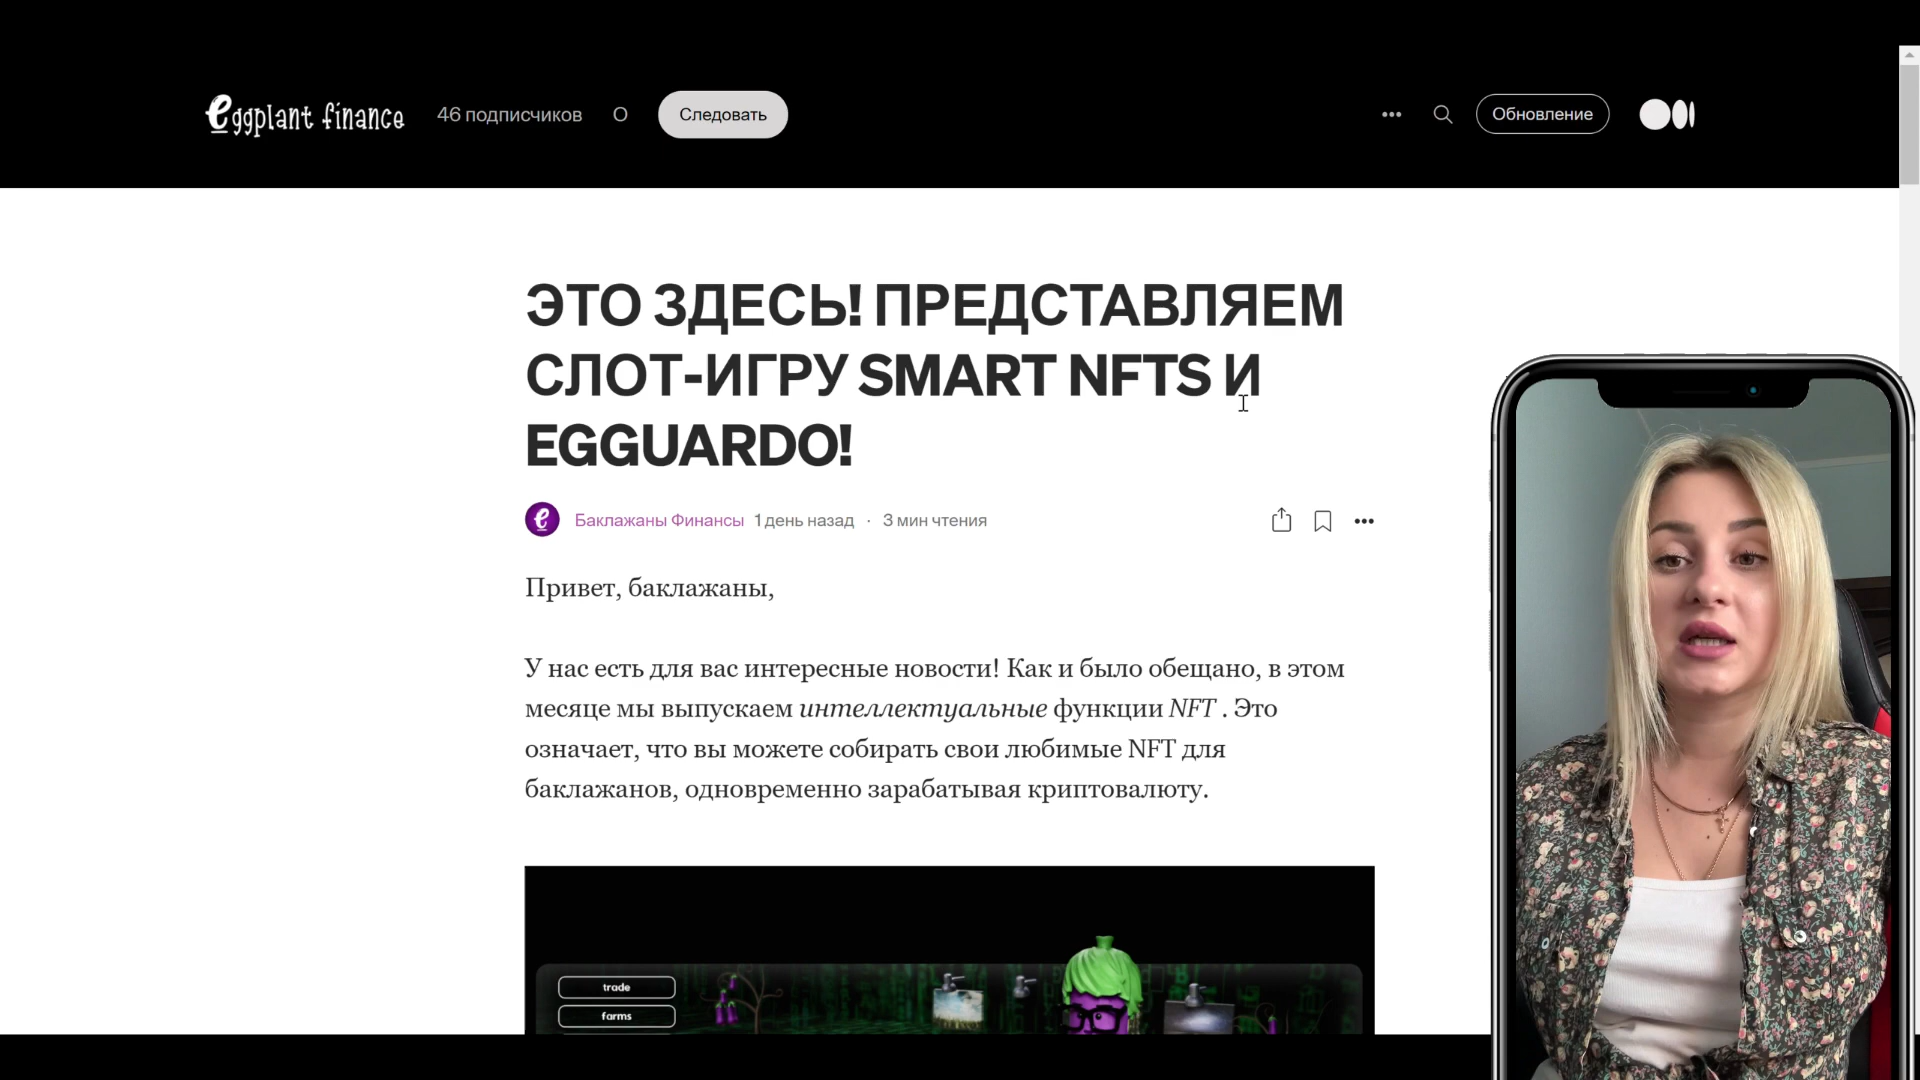 eggplant finance 46 подписчиков О Следовать Обновление
ЭТО ЗДЕСЬ! ПРЕДСТАВЛЯЕМ
СЛОТ-ИГРУ SMART NFTS И
EGGUARDO!
Баклажаны Финансы 1 день назад · 3 мин чтения
Привет, баклажаны,
У нас есть для вас интересные новости! Как и было обещано, в этом
месяце мы выпускаем интеллектуальные функции NFT . Это
означает, что вы можете собирать свои любимые NFT для
баклажанов, одновременно зарабатывая криптовалюту.
trade
farms